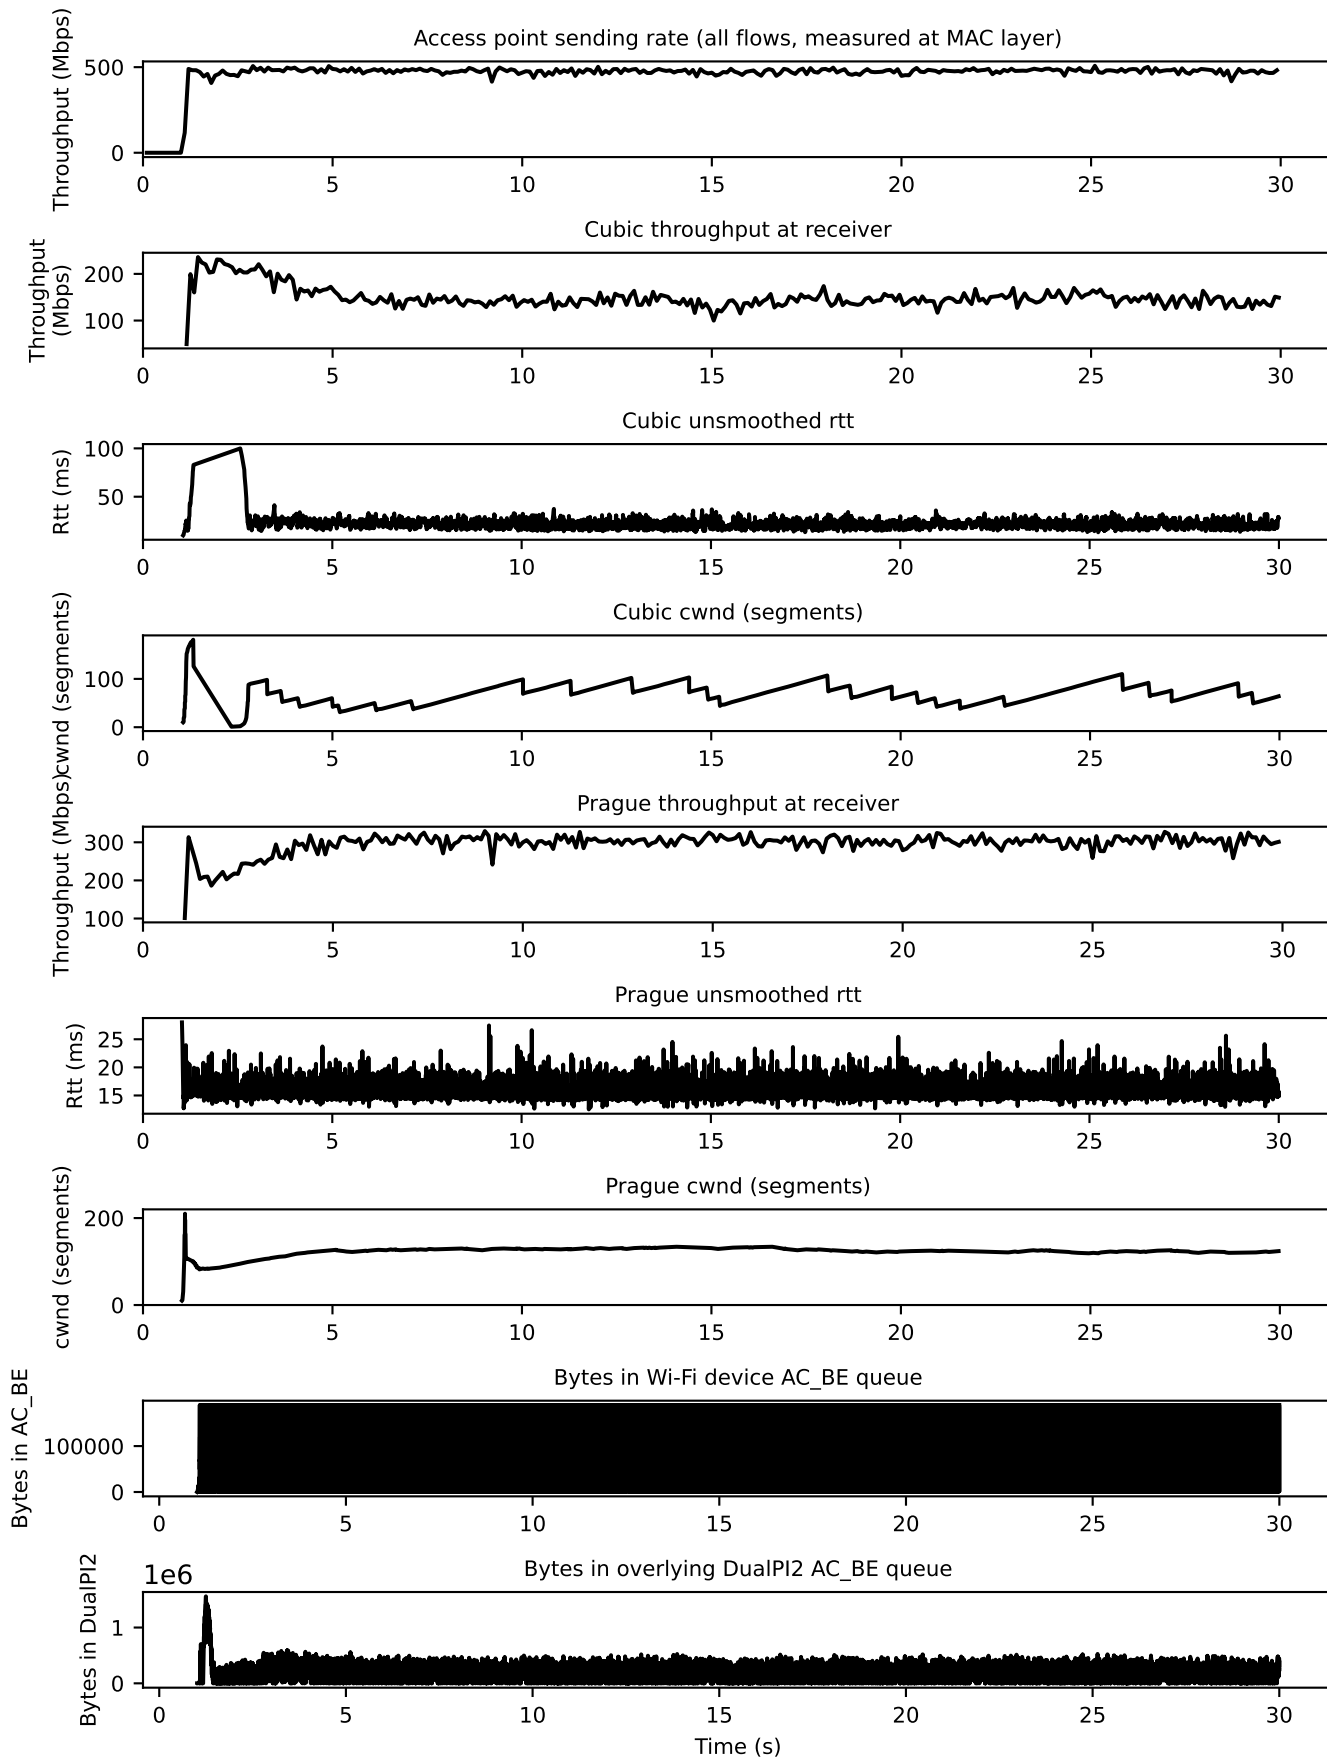 Access point sending rate (all flows, measured at MAC layer)
Throughput (Mbps)
500
0
0 5 10 15 20 25 30
Cubic throughput at receiver
Throughput
(Mbps)
200
100
0 5 10 15 20 25 30
Cubic unsmoothed rtt
Rtt (ms)
100
50
0 5 10 15 20 25 30
Cubic cwnd (segments)
cwnd (segments)
100
0
0 5 10 15 20 25 30
Prague throughput at receiver
Throughput (Mbps)
300
200
100
0 5 10 15 20 25 30
Prague unsmoothed rtt
Rtt (ms)
25
20
15
0 5 10 15 20 25 30
Prague cwnd (segments)
cwnd (segments)
200
0
0 5 10 15 20 25 30
Bytes in Wi-Fi device AC_BE queue
Bytes in AC_BE
100000
0
0 5 10 15 20 25 30
Bytes in overlying DualPI2 AC_BE queue
Bytes in DualPI2
1e6
1
0
0 5 10 15 20 25 30
Time (s)